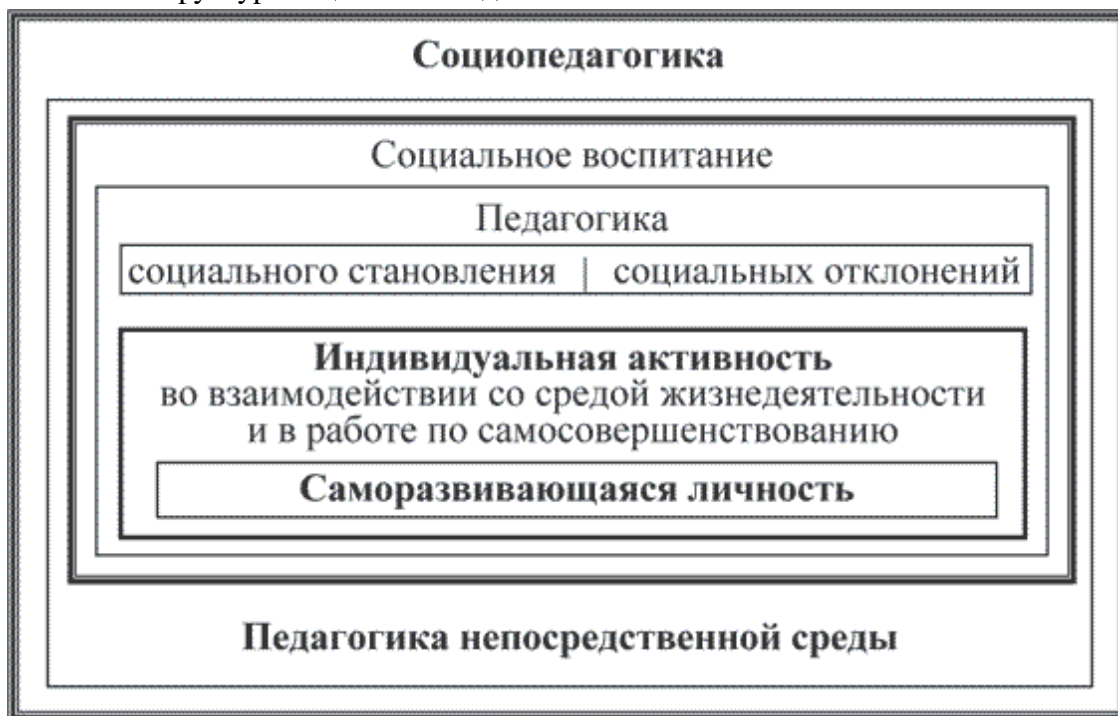 Социопедагогика
Социальное воспитание
Педагогика
социального становления | социальных отклонений
Индивидуальная активность
во взаимодействии со средой жизнедеятельности
и в работе по самосовершенствованию
Саморазвивающаяся личность
Педагогика непосредственной среды